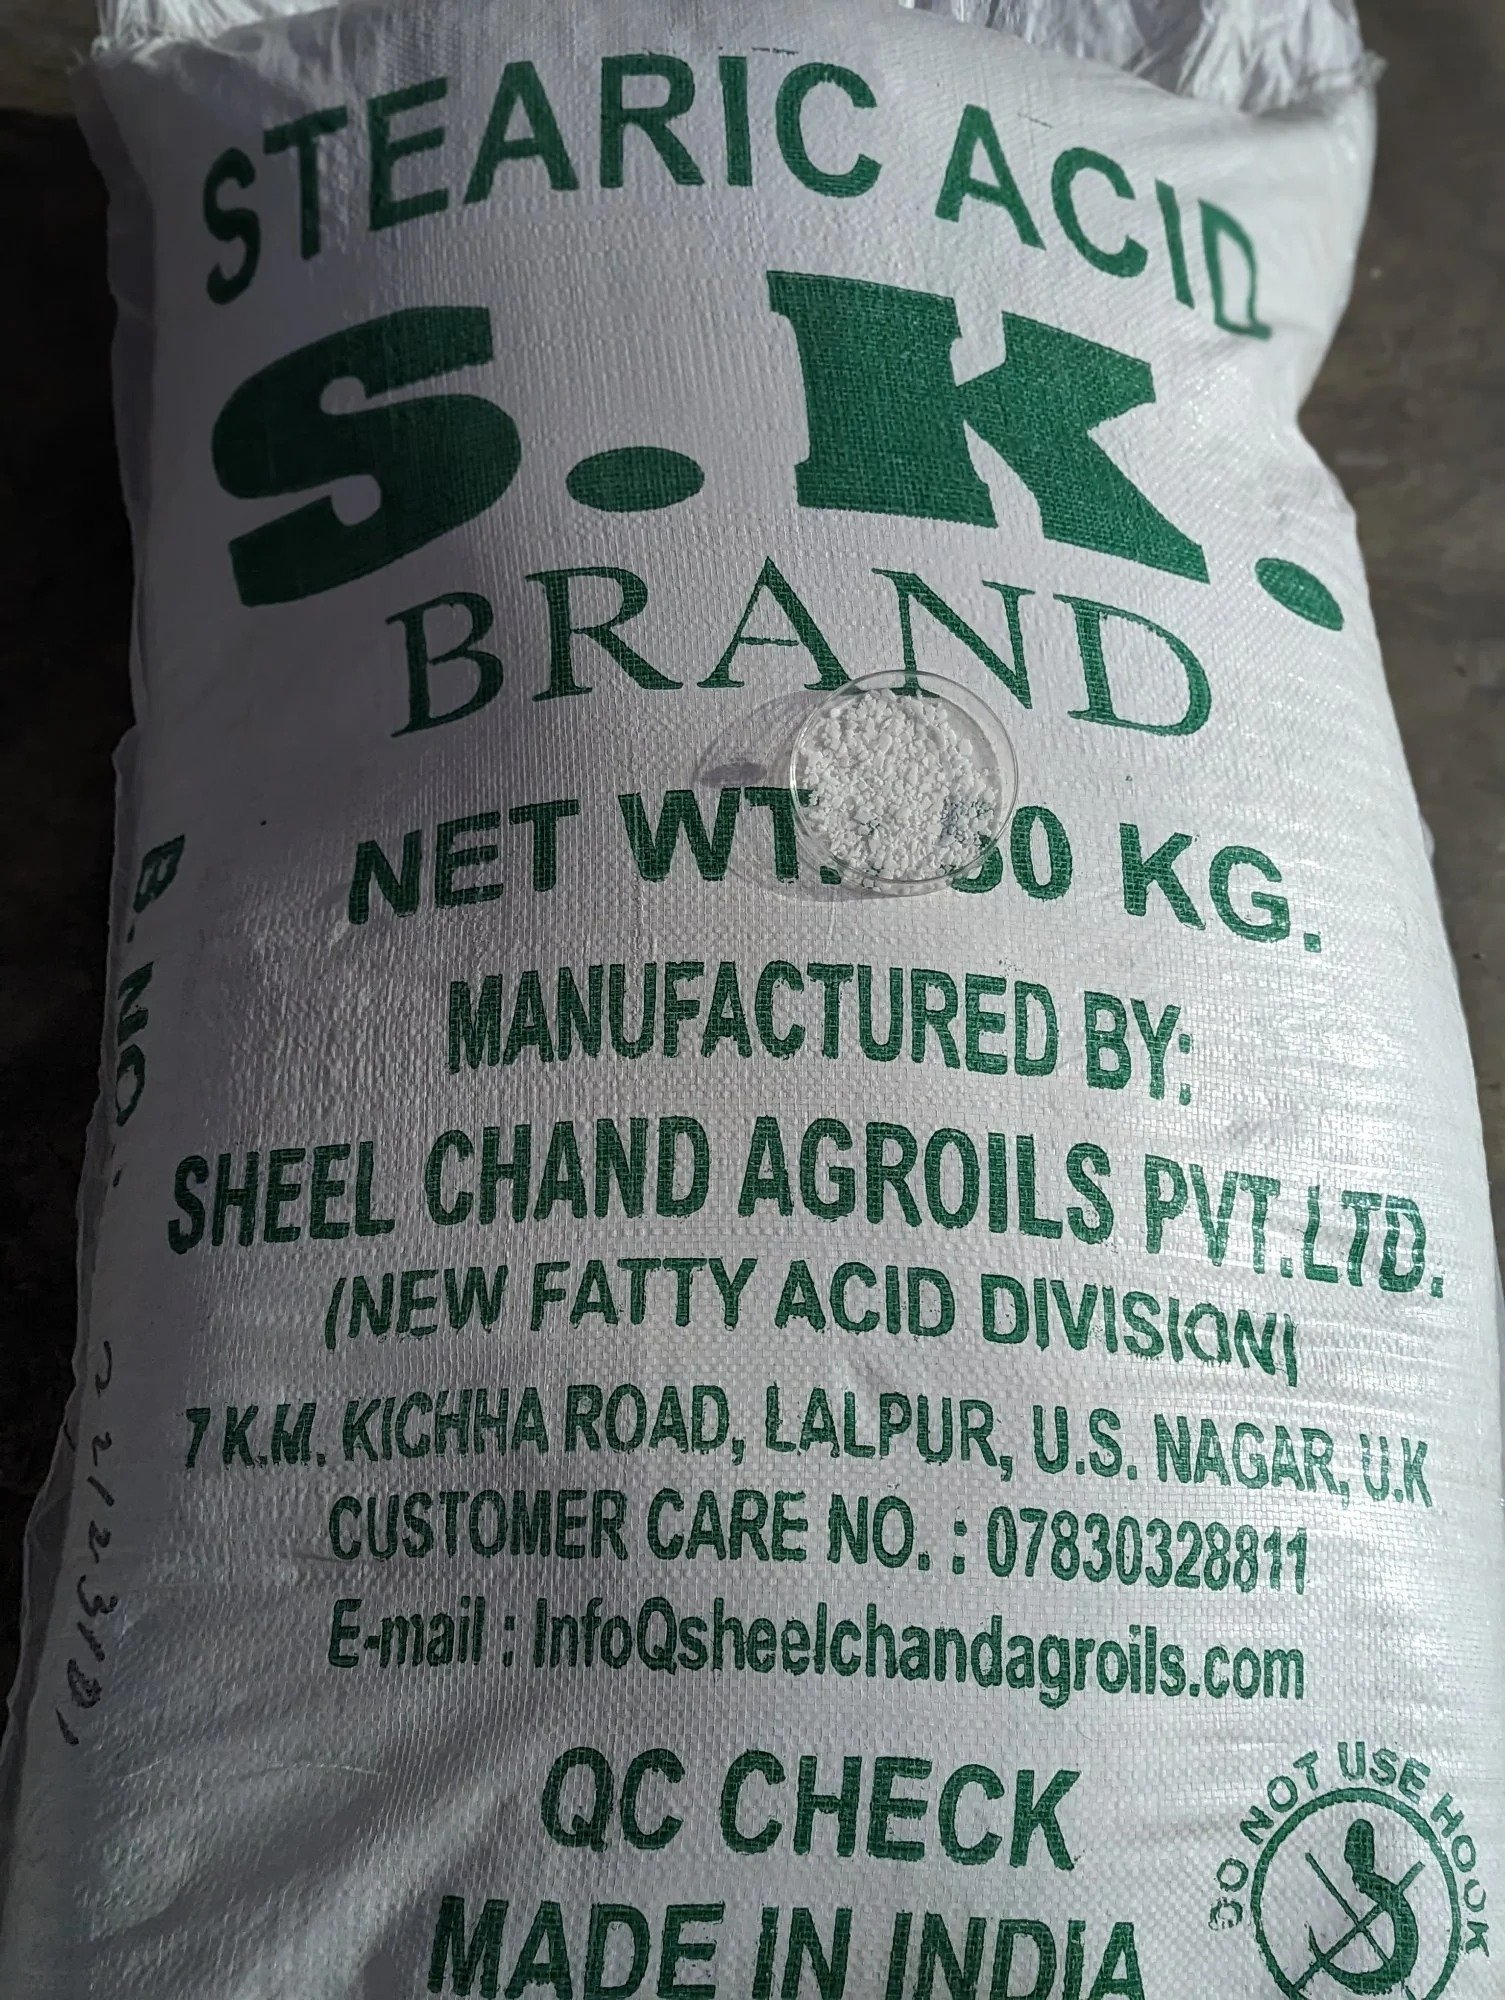 STEARIC ACID
S.K.
BRAND
NET WT. 50 KG.
MANUFACTURED BY:
SHEEL CHAND AGROILS PVT.LTD.
(NEW FATTY ACID DIVISION)
7 K.M. KICHHA ROAD, LALPUR, U.S. NAGAR, U.K
CUSTOMER CARE NO. : 07830328811
E-mail : InfoQsheelchandagroils.com
QC CHECK
MADE IN INDIA
DO NOT USE HOOK
B. NO.